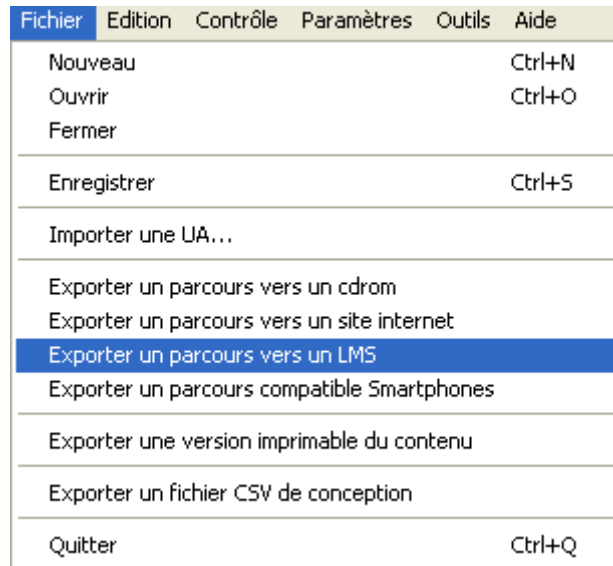 Fichier Edition Contrôle Paramètres Outils Aide
Nouveau Ctrl+N
Ouvrir Ctrl+O
Fermer
Enregistrer Ctrl+S
Importer une UA...
Exporter un parcours vers un cdrom
Exporter un parcours vers un site internet
Exporter un parcours vers un LMS
Exporter un parcours compatible Smartphones
Exporter une version imprimable du contenu
Exporter un fichier CSV de conception
Quitter Ctrl+Q